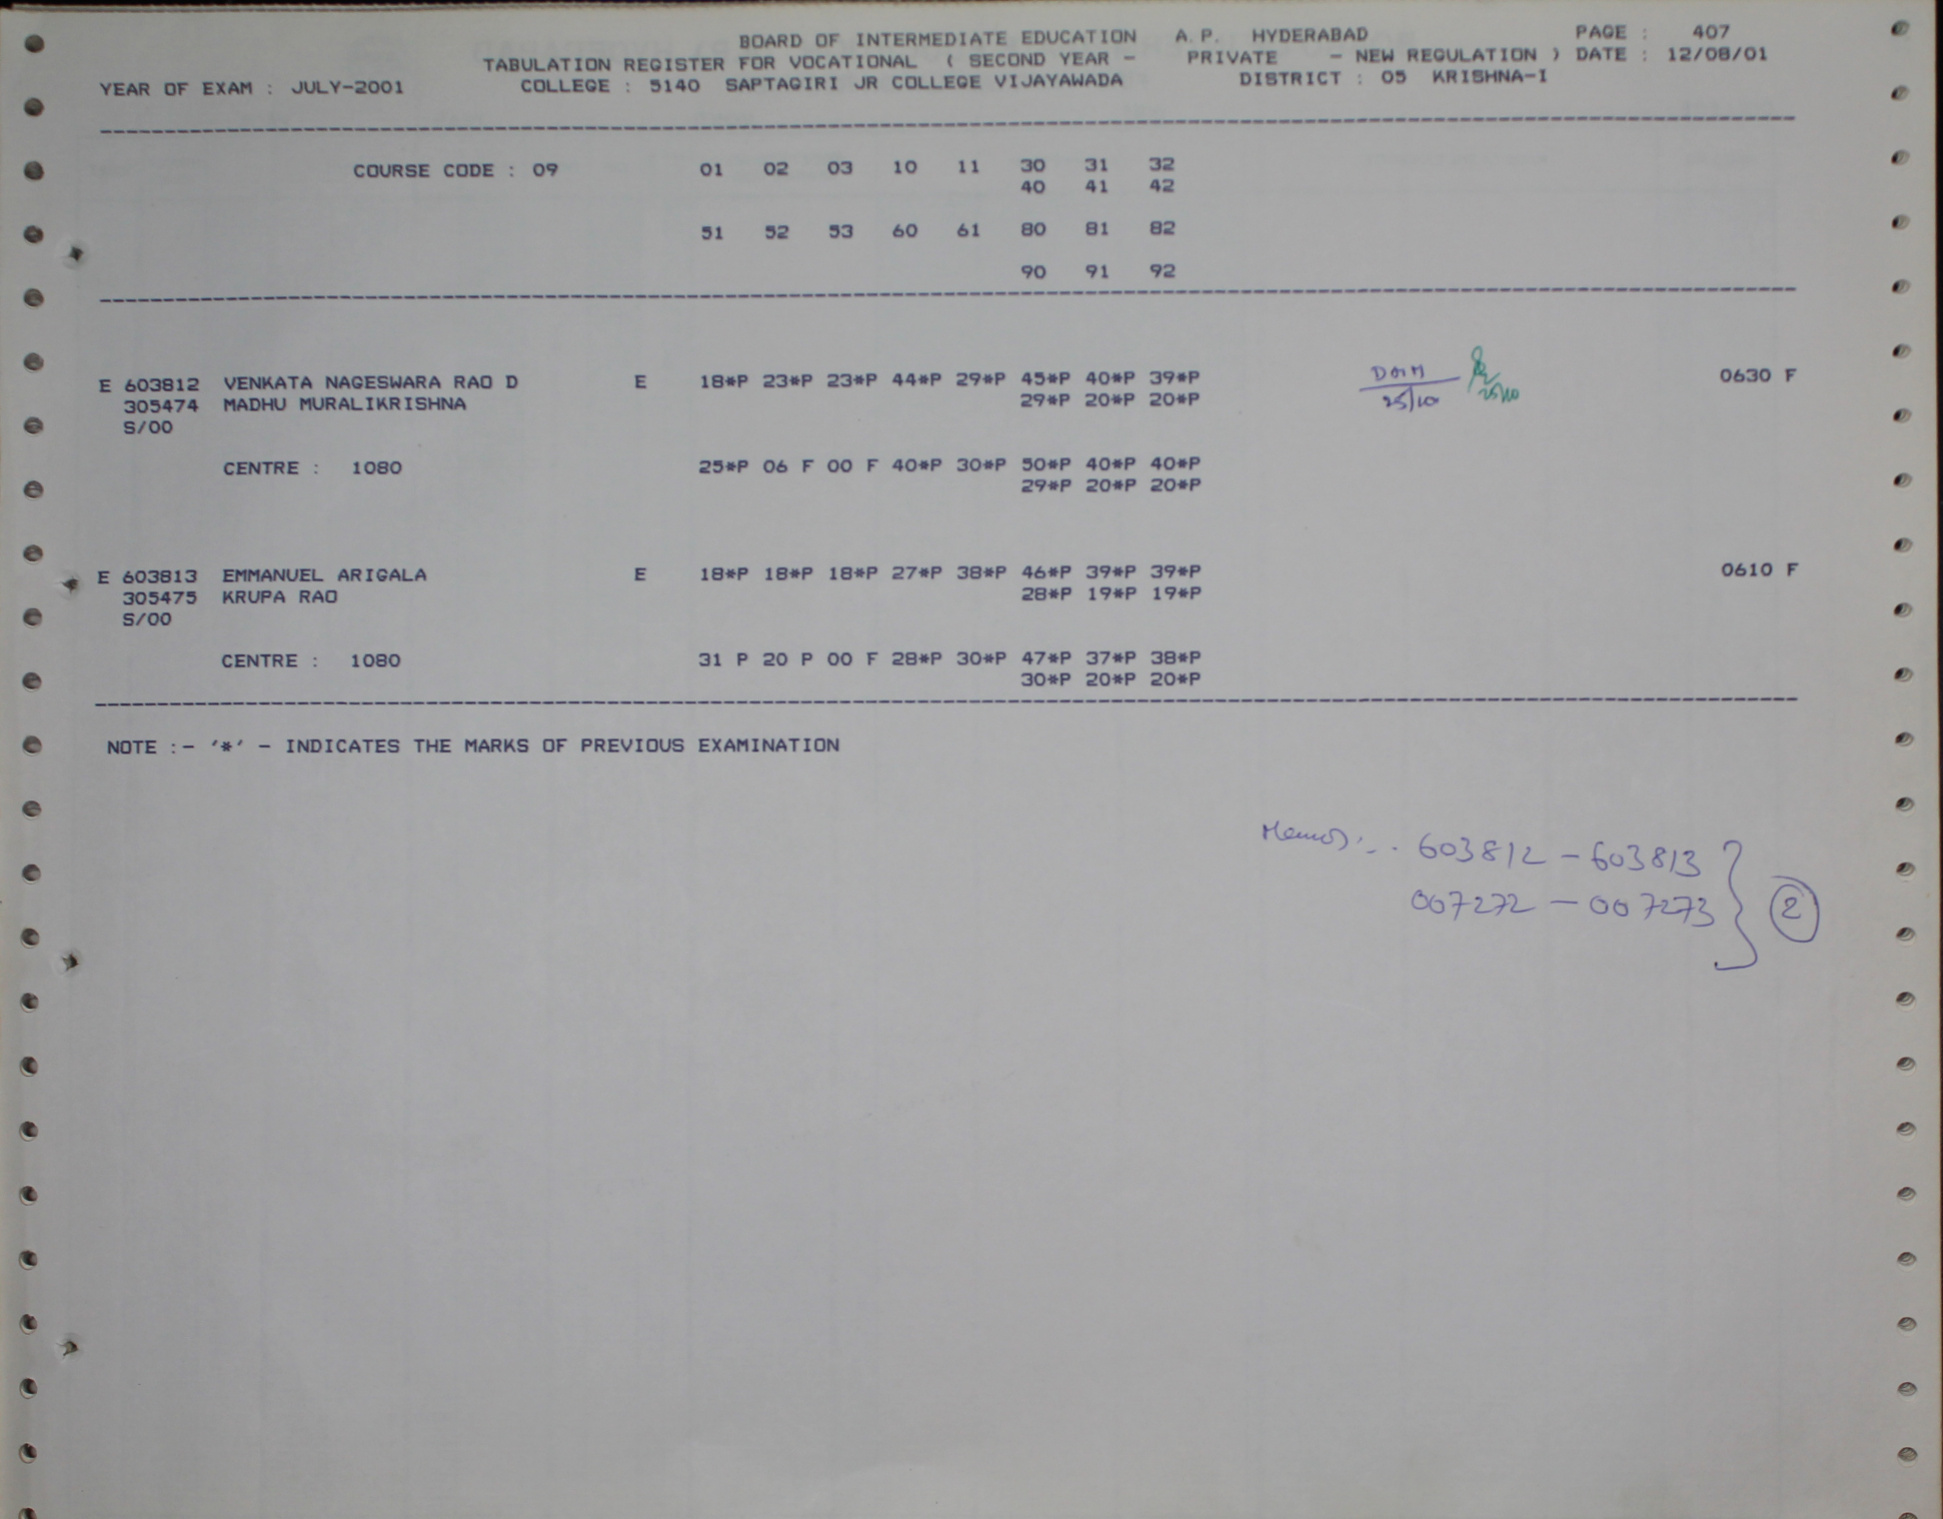 BOARD OF INTERMEDIATE EDUCATION A.P. HYDERABAD PAGE : 407
TABULATION REGISTER FOR VOCATIONAL ( SECOND YEAR - PRIVATE - NEW REGULATION ) DATE : 12/08/01
YEAR OF EXAM : JULY-2001 COLLEGE : 5140 SAPTAGIRI JR COLLEGE VIJAYAWADA DISTRICT : 05 KRISHNA-I
COURSE CODE : 09 01 02 03 10 11 30 31 32
40 41 42
51 52 53 60 61 80 81 82
90 91 92
E 603812 VENKATA NAGESWARA RAO D E 18*P 23*P 23*P 44*P 29*P 45*P 40*P 39*P 0630 F
305474 MADHU MURALIKRISHNA 29*P 20*P 20*P
25/10 25/10
S/00
CENTRE : 1080 25*P 06 F 00 F 40*P 30*P 50*P 40*P 40*P
29*P 20*P 20*P
E 603813 EMMANUEL ARIGALA E 18*P 18*P 18*P 27*P 38*P 46*P 39*P 39*P 0610 F
305475 KRUPA RAO 28*P 19*P 19*P
S/00
CENTRE : 1080 31 P 20 P 00 F 28*P 30*P 47*P 37*P 38*P
30*P 20*P 20*P
NOTE :- '*' - INDICATES THE MARKS OF PREVIOUS EXAMINATION
Memos :- 603812 - 603813
007272 - 007273 2